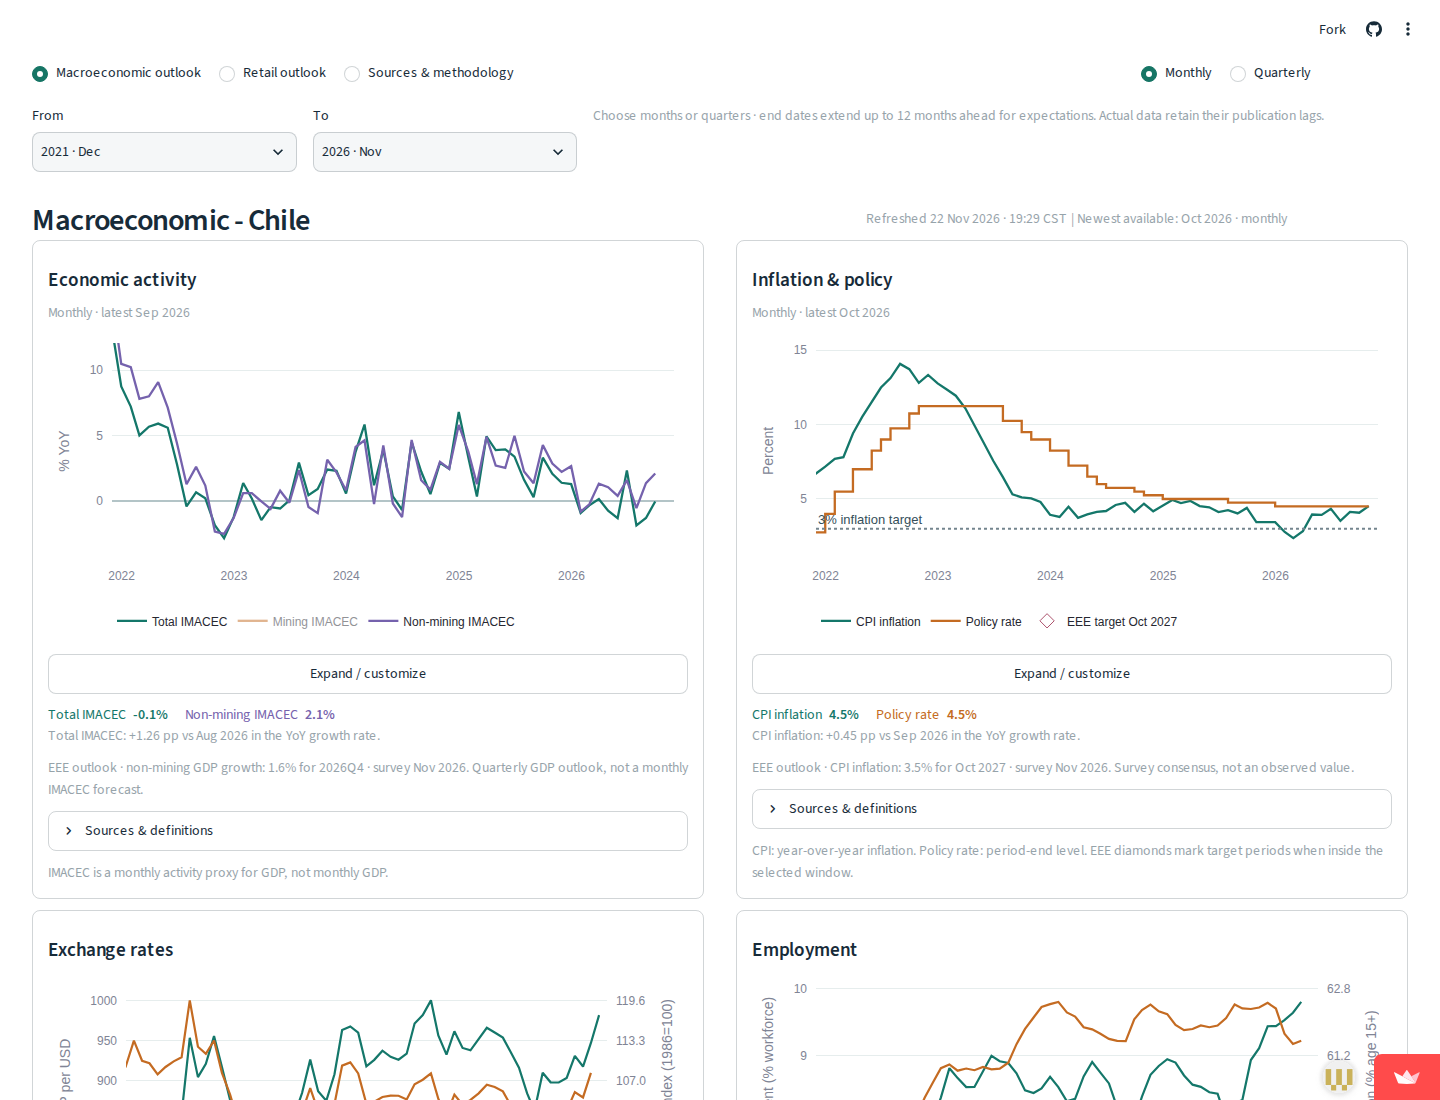 Fork
Macroeconomic outlook
Retail outlook
Sources & methodology
Monthly
Quarterly
From
To
Choose months or quarters · end dates extend up to 12 months ahead for expectations. Actual data retain their publication lags.
2021 · Dec
2026 · Nov
Macroeconomic - Chile
Refreshed 22 Nov 2026 · 19:29 CST | Newest available: Oct 2026 · monthly
Economic activity
Monthly · latest Sep 2026
10
5
0
% YoY
2022
2023
2024
2025
2026
Total IMACEC
Mining IMACEC
Non-mining IMACEC
Expand / customize
Total IMACEC -0.1%
Non-mining IMACEC 2.1%
Total IMACEC: +1.26 pp vs Aug 2026 in the YoY growth rate.
EEE outlook · non-mining GDP growth: 1.6% for 2026Q4 · survey Nov 2026. Quarterly GDP outlook, not a monthly
IMACEC forecast.
Sources & definitions
IMACEC is a monthly activity proxy for GDP, not monthly GDP.
Inflation & policy
Monthly · latest Oct 2026
15
10
5
Percent
3% inflation target
2022
2023
2024
2025
2026
CPI inflation
Policy rate
EEE target Oct 2027
Expand / customize
CPI inflation 4.5%
Policy rate 4.5%
CPI inflation: +0.45 pp vs Sep 2026 in the YoY growth rate.
EEE outlook · CPI inflation: 3.5% for Oct 2027 · survey Nov 2026. Survey consensus, not an observed value.
Sources & definitions
CPI: year-over-year inflation. Policy rate: period-end level. EEE diamonds mark target periods when inside the
selected window.
Exchange rates
1000
950
900
per USD
119.6
113.3
107.0
(1986=100)
Employment
10
9
(% workforce)
62.8
61.2
(% age 15+)